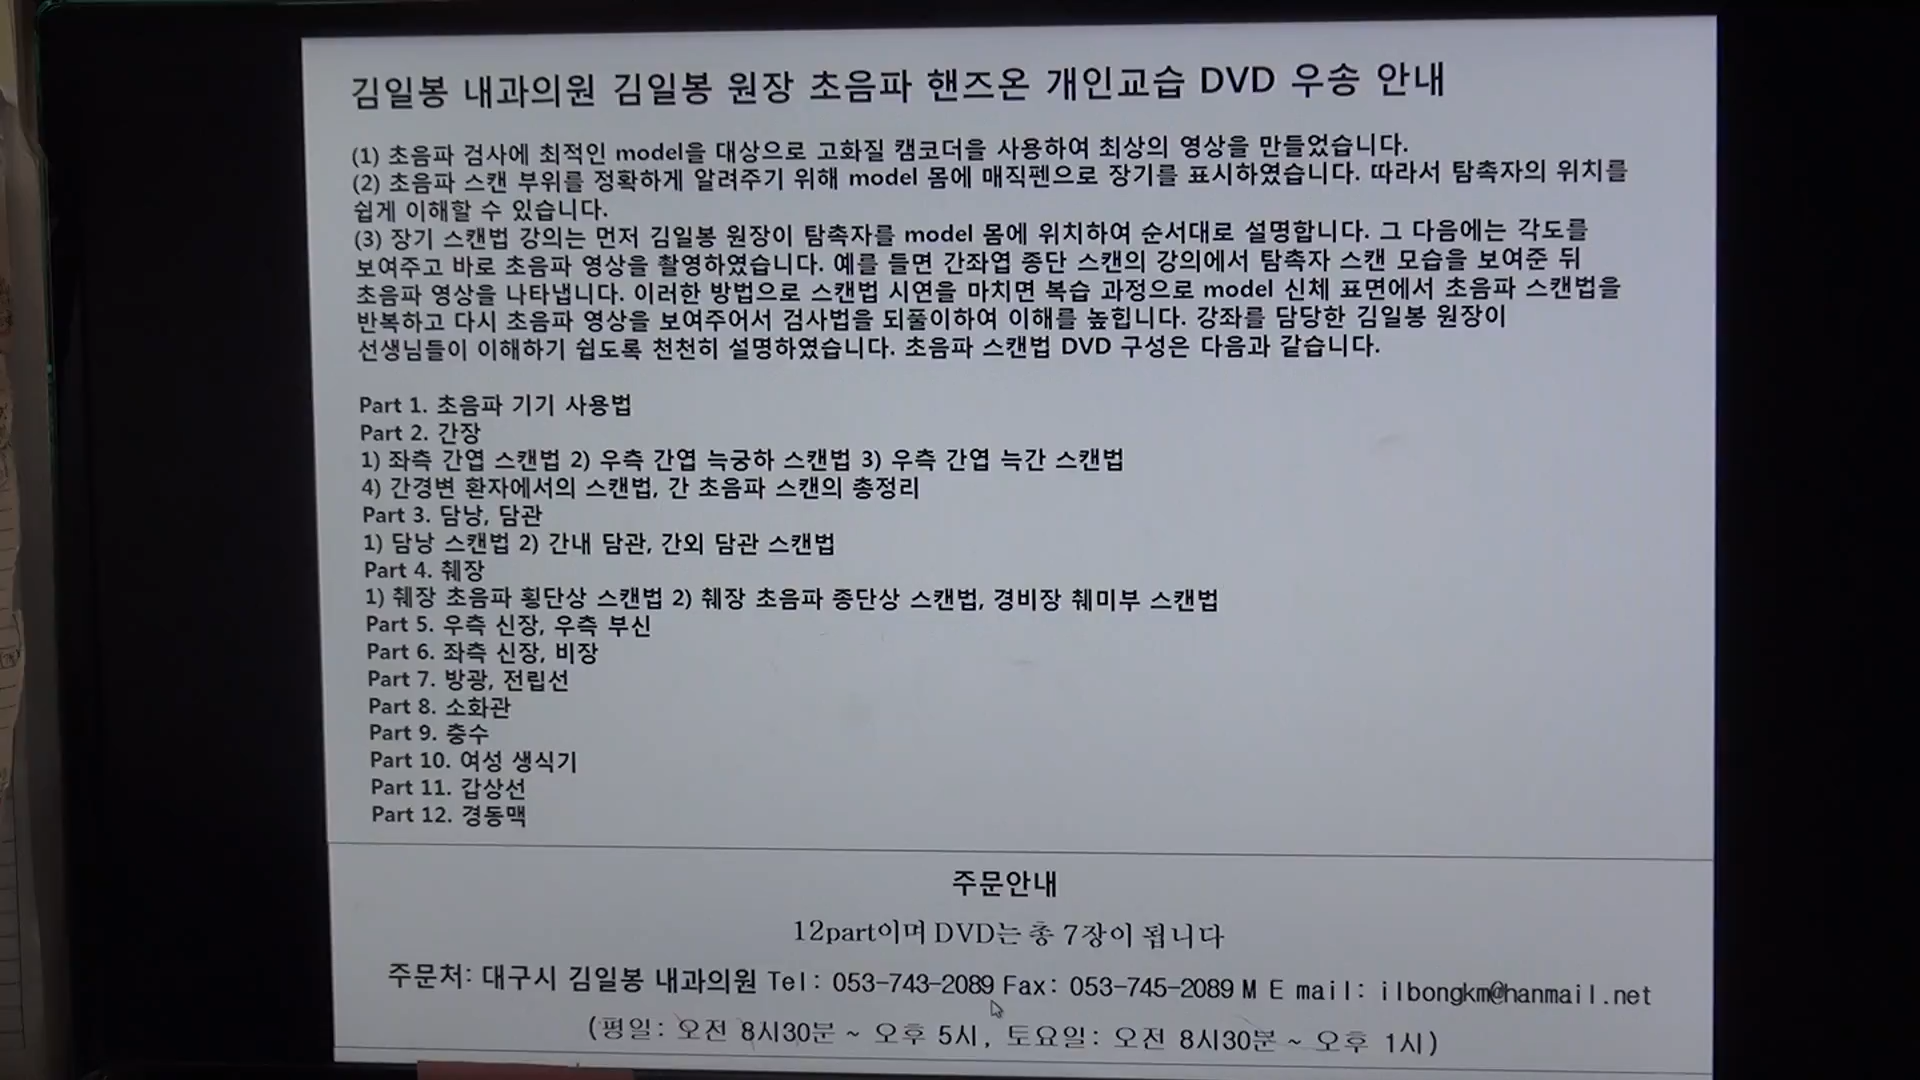 김일봉 내과의원 김일봉 원장 초음파 핸즈온 개인교습 DVD 우송 안내
(1) 초음파 검사에 최적인 model을 대상으로 고화질 캠코더을 사용하여 최상의 영상을 만들었습니다.
(2) 초음파 스캔 부위를 정확하게 알려주기 위해 model 몸에 매직펜으로 장기를 표시하였습니다. 따라서 탐촉자의 위치를
쉽게 이해할 수 있습니다.
(3) 장기 스캔법 강의는 먼저 김일봉 원장이 탐촉자를 model 몸에 위치하여 순서대로 설명합니다. 그 다음에는 각도를
보여주고 바로 초음파 영상을 촬영하였습니다. 예를 들면 간좌엽 종단 스캔의 강의에서 탐촉자 스캔 모습을 보여준 뒤
초음파 영상을 나타냅니다. 이러한 방법으로 스캔법 시연을 마치면 복습 과정으로 model 신체 표면에서 초음파 스캔법을
반복하고 다시 초음파 영상을 보여주어서 검사법을 되풀이하여 이해를 높힙니다. 강좌를 담당한 김일봉 원장이
선생님들이 이해하기 쉽도록 천천히 설명하였습니다. 초음파 스캔법 DVD 구성은 다음과 같습니다.
Part 1. 초음파 기기 사용법
Part 2. 간장
1) 좌측 간엽 스캔법 2) 우측 간엽 늑궁하 스캔법 3) 우측 간엽 늑간 스캔법
4) 간경변 환자에서의 스캔법, 간 초음파 스캔의 총정리
Part 3. 담낭, 담관
1) 담낭 스캔법 2) 간내 담관, 간외 담관 스캔법
Part 4. 췌장
1) 췌장 초음파 횡단상 스캔법 2) 췌장 초음파 종단상 스캔법, 경비장 췌미부 스캔법
Part 5. 우측 신장, 우측 부신
Part 6. 좌측 신장, 비장
Part 7. 방광, 전립선
Part 8. 소화관
Part 9. 충수
Part 10. 여성 생식기
Part 11. 갑상선
Part 12. 경동맥
주문안내
12part이며 DVD는 총 7장이 됩니다
주문처: 대구시 김일봉 내과의원 Tel: 053-743-2089 Fax: 053-745-2089 M E mail: ilbongkm@hanmail.net
(평일: 오전 8시30분 ~ 오후 5시, 토요일: 오전 8시30분 ~ 오후 1시)